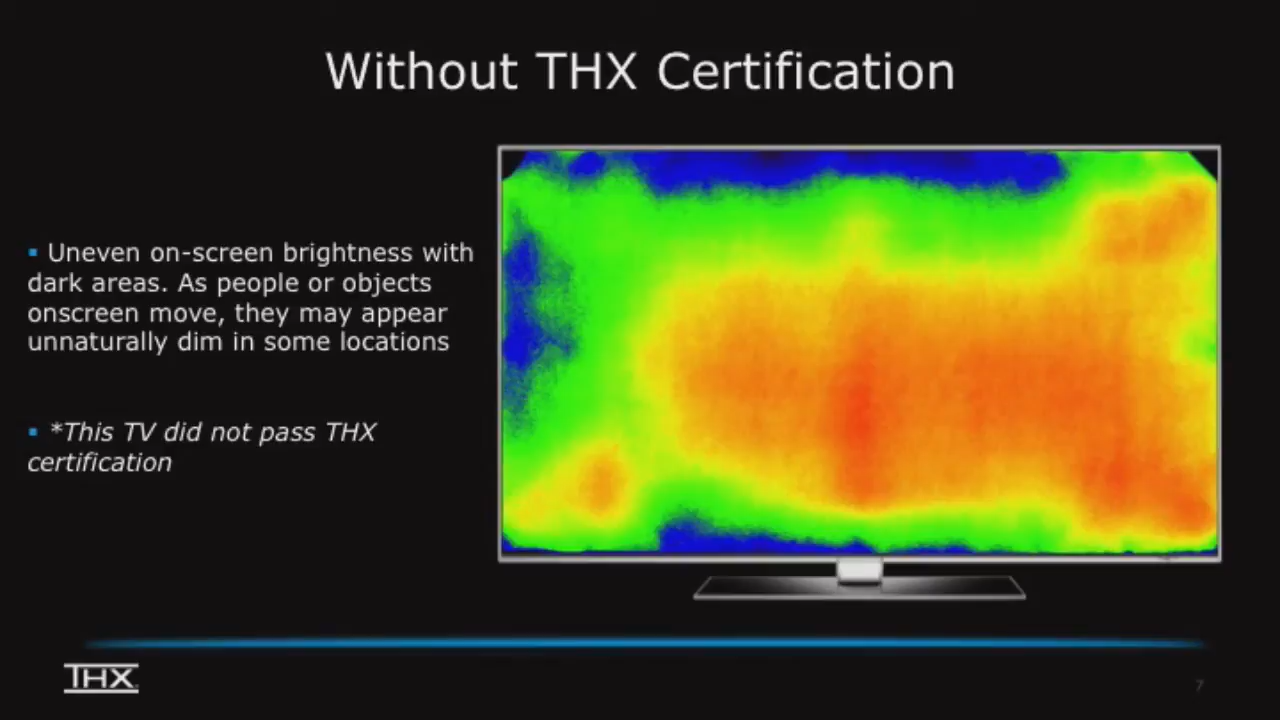 Without THX Certification
▪ Uneven on-screen brightness with
dark areas. As people or objects
onscreen move, they may appear
unnaturally dim in some locations
▪ *This TV did not pass THX
certification
THX
7